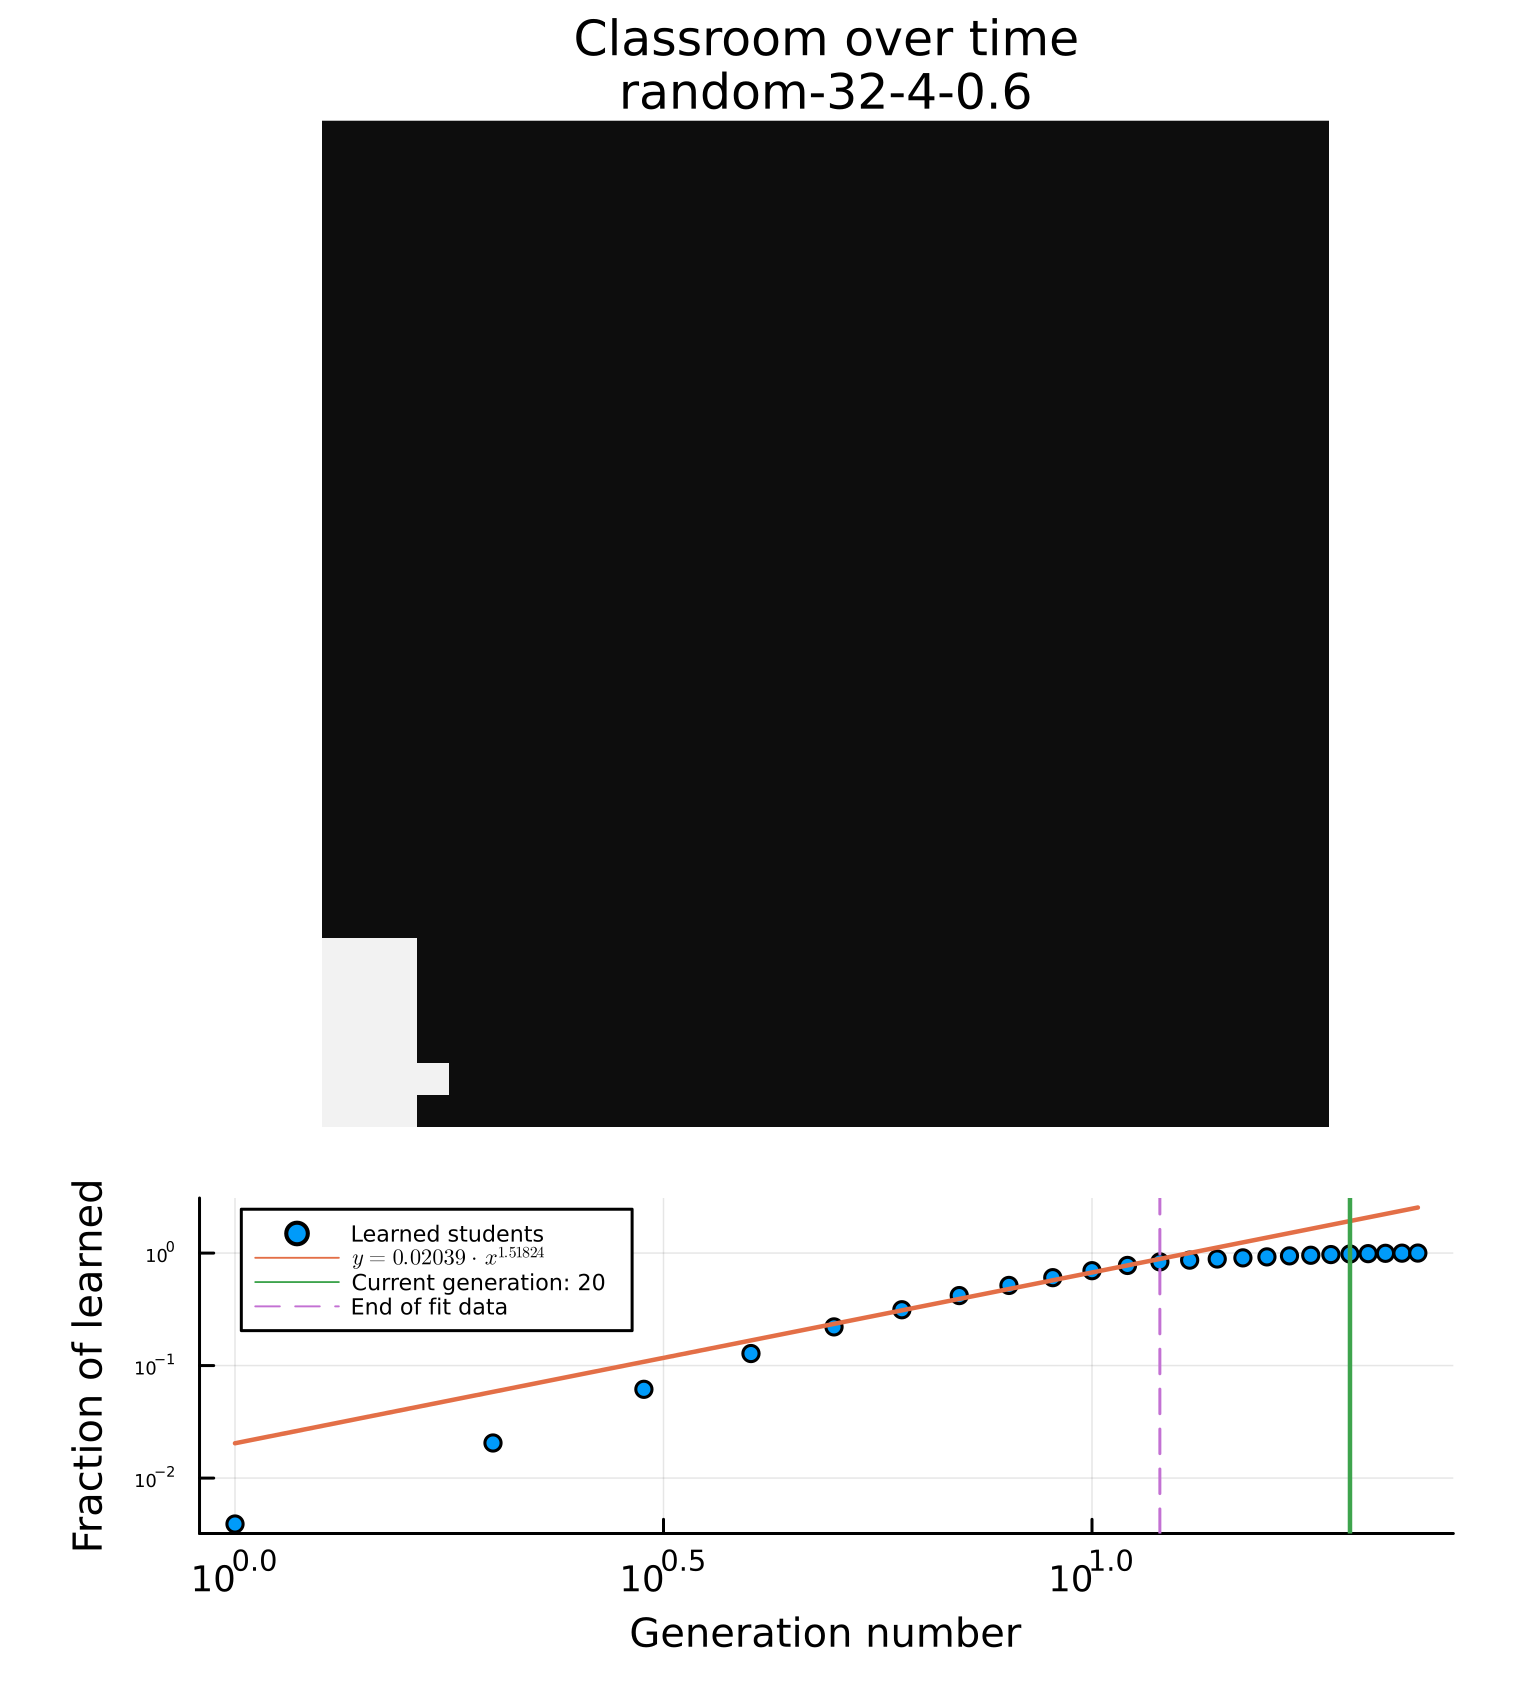 Classroom over time
random-32-4-0.6
Fraction of learned
Learned students
y = 0.02039 · x^1.51824
Current generation: 20
End of fit data
10^0
10^−1
10^−2
10^0.0
10^0.5
10^1.0
Generation number